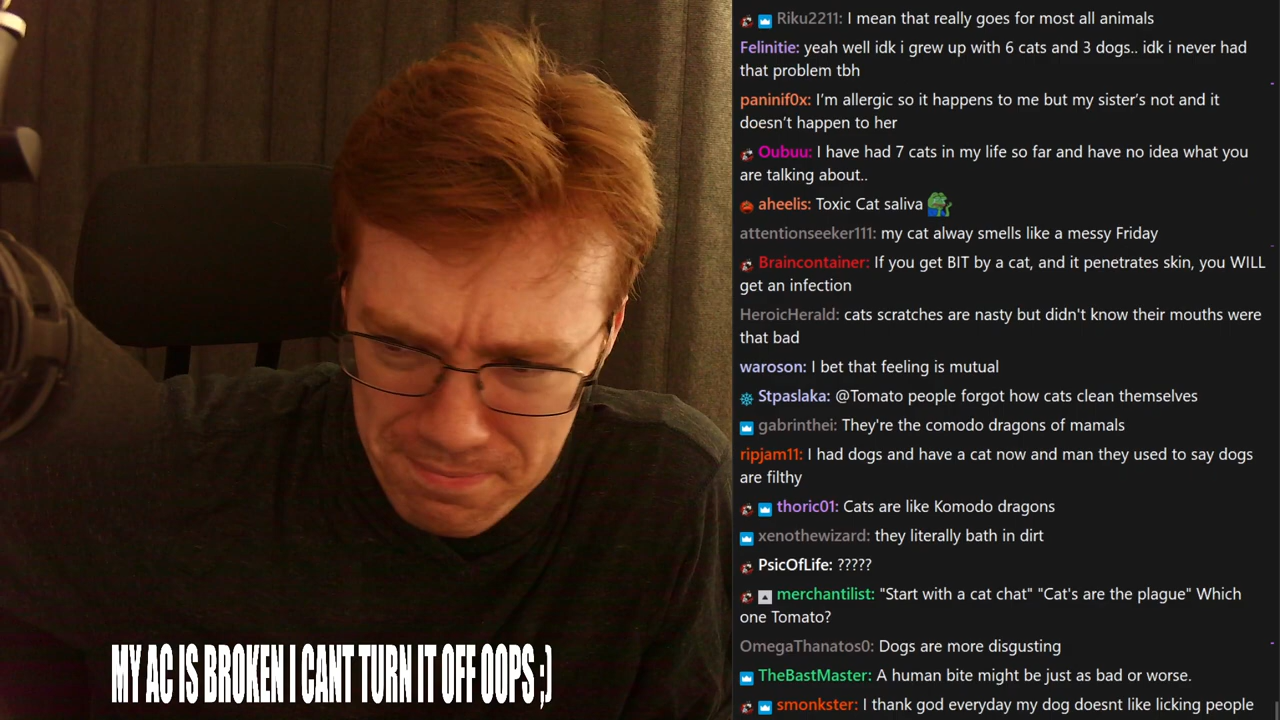 Riku2211: I mean that really goes for most all animals
Felinitie: yeah well idk i grew up with 6 cats and 3 dogs.. idk i never had
that problem tbh
paninif0x: I’m allergic so it happens to me but my sister’s not and it
doesn’t happen to her
Oubuu: I have had 7 cats in my life so far and have no idea what you
are talking about..
aheelis: Toxic Cat saliva
attentionseeker111: my cat alway smells like a messy Friday
Braincontainer: If you get BIT by a cat, and it penetrates skin, you WILL
get an infection
HeroicHerald: cats scratches are nasty but didn't know their mouths were
that bad
waroson: I bet that feeling is mutual
Stpaslaka: @Tomato people forgot how cats clean themselves
gabrinthei: They're the comodo dragons of mamals
ripjam11: I had dogs and have a cat now and man they used to say dogs
are filthy
thoric01: Cats are like Komodo dragons
xenothewizard: they literally bath in dirt
PsicOfLife: ?????
merchantilist: "Start with a cat chat" "Cat's are the plague" Which
one Tomato?
OmegaThanatos0: Dogs are more disgusting
TheBastMaster: A human bite might be just as bad or worse.
smonkster: I thank god everyday my dog doesnt like licking people
MY AC IS BROKEN I CANT TURN IT OFF OOPS ;)